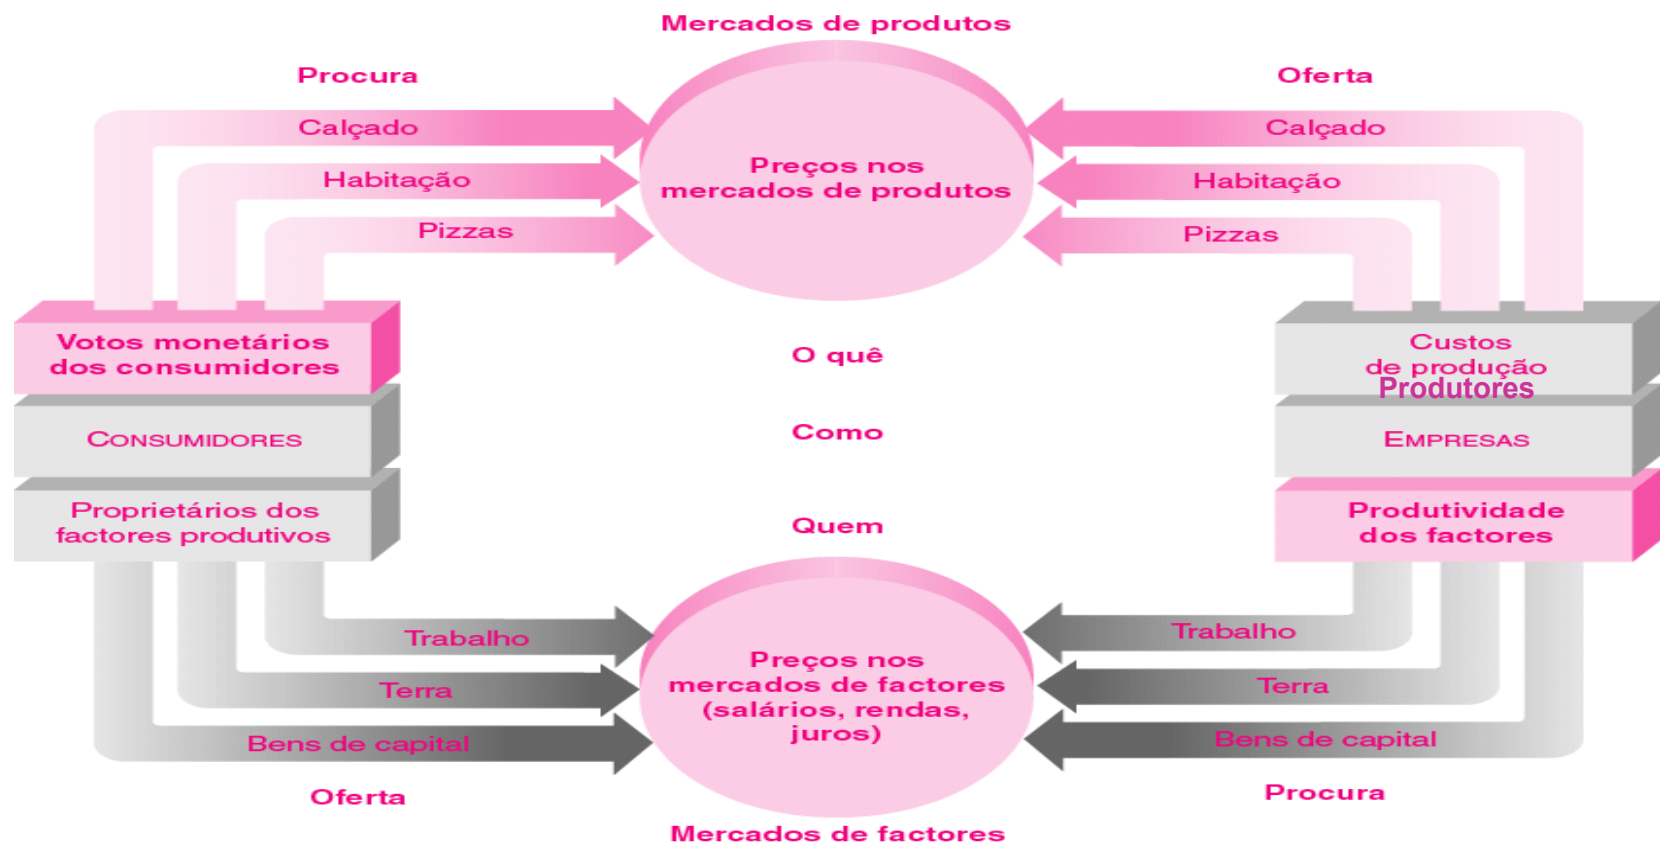 Mercados de produtos
Procura
Oferta
Calçado
Calçado
Preços nos
mercados de produtos
Habitação
Habitação
Pizzas
Pizzas
Votos monetários
dos consumidores
O quê
Custos
de produção
Produtores
CONSUMIDORES
Como
EMPRESAS
Proprietários dos
factores produtivos
Quem
Produtividade
dos factores
Trabalho
Trabalho
Preços nos
mercados de factores
(salários, rendas,
juros)
Terra
Terra
Bens de capital
Bens de capital
Oferta
Procura
Mercados de factores